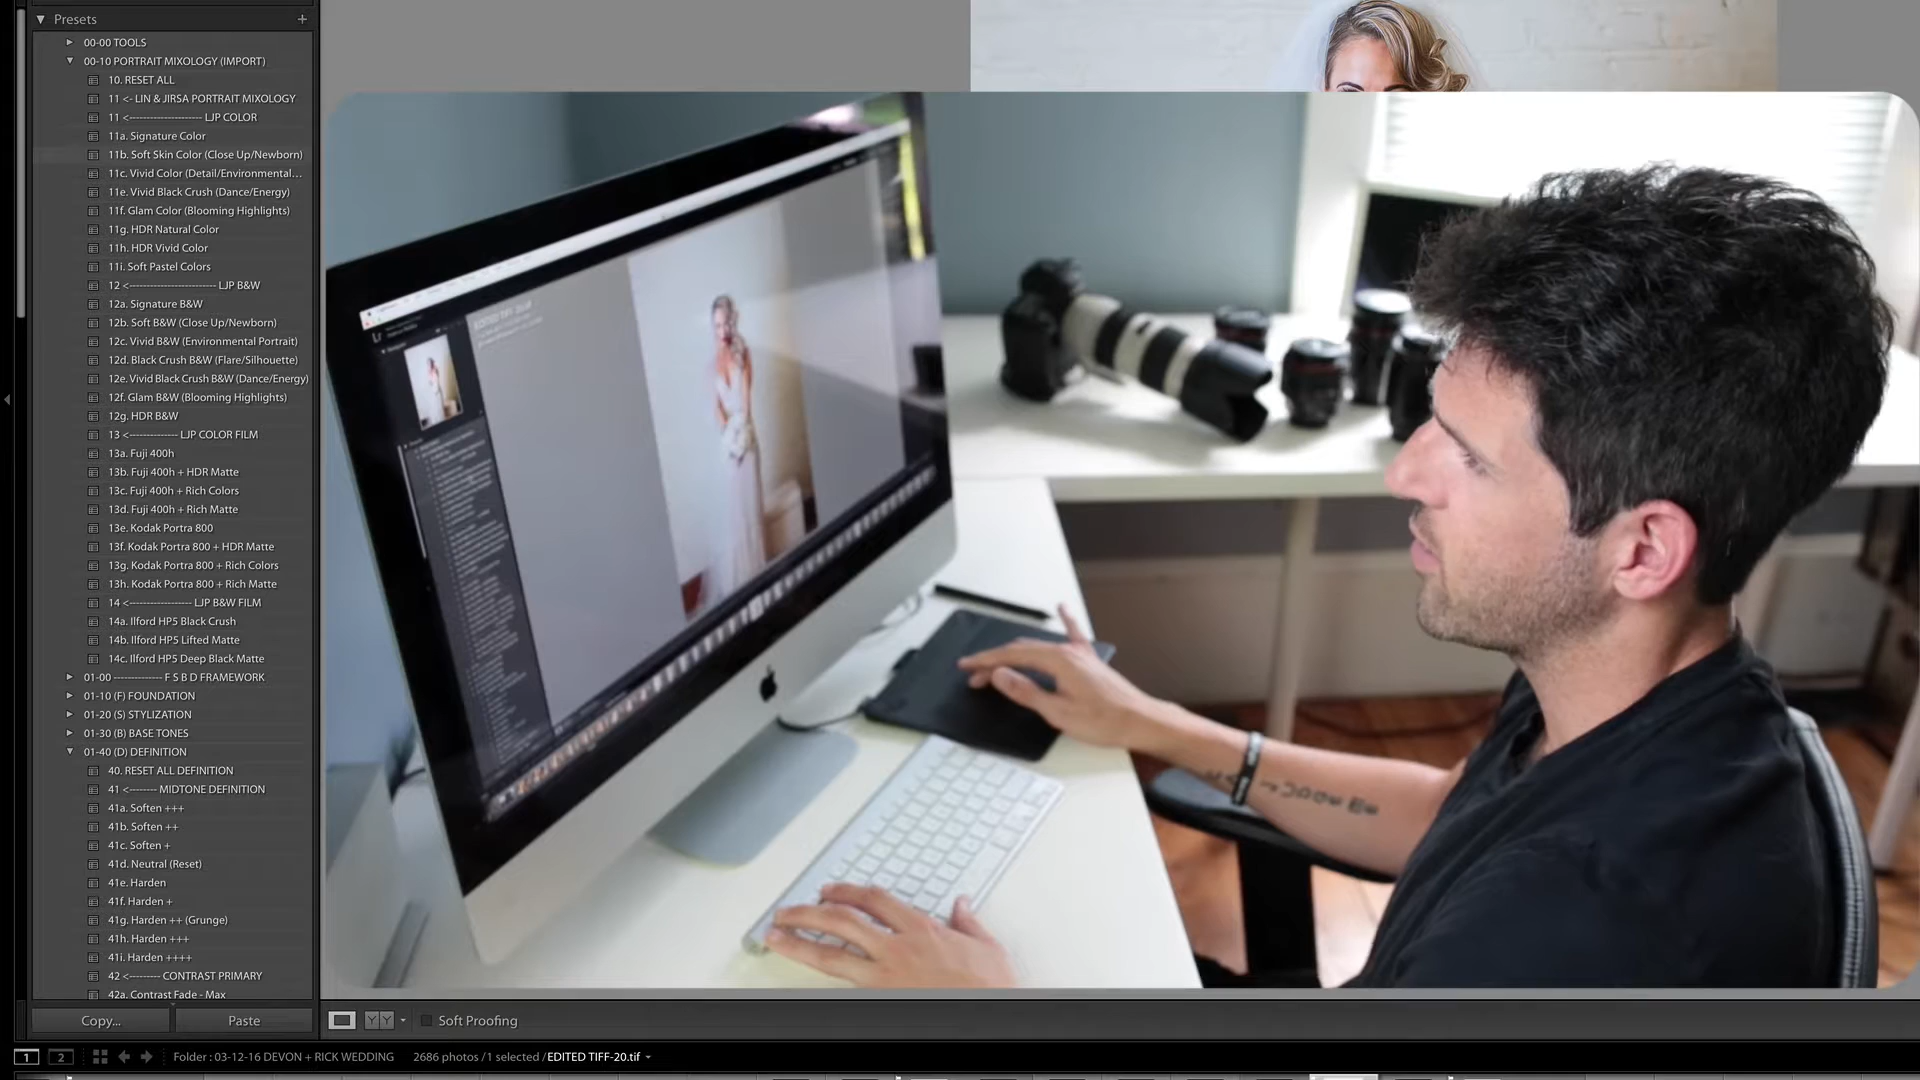 Presets +
00-00 TOOLS
00-10 PORTRAIT MIXOLOGY (IMPORT)
10. RESET ALL
11 <- LIN & JIRSA PORTRAIT MIXOLOGY
11 <--------------------- LJP COLOR
11a. Signature Color
11b. Soft Skin Color (Close Up/Newborn)
11c. Vivid Color (Detail/Environmental...
11e. Vivid Black Crush (Dance/Energy)
11f. Glam Color (Blooming Highlights)
11g. HDR Natural Color
11h. HDR Vivid Color
11i. Soft Pastel Colors
12 <------------------------- LJP B&W
12a. Signature B&W
12b. Soft B&W (Close Up/Newborn)
12c. Vivid B&W (Environmental Portrait)
12d. Black Crush B&W (Flare/Silhouette)
12e. Vivid Black Crush B&W (Dance/Energy)
12f. Glam B&W (Blooming Highlights)
12g. HDR B&W
13 <-------------- LJP COLOR FILM
13a. Fuji 400h
13b. Fuji 400h + HDR Matte
13c. Fuji 400h + Rich Colors
13d. Fuji 400h + Rich Matte
13e. Kodak Portra 800
13f. Kodak Portra 800 + HDR Matte
13g. Kodak Portra 800 + Rich Colors
13h. Kodak Portra 800 + Rich Matte
14 <------------------ LJP B&W FILM
14a. Ilford HP5 Black Crush
14b. Ilford HP5 Lifted Matte
14c. Ilford HP5 Deep Black Matte
01-00 -------------- F S B D FRAMEWORK
01-10 (F) FOUNDATION
01-20 (S) STYLIZATION
01-30 (B) BASE TONES
01-40 (D) DEFINITION
40. RESET ALL DEFINITION
41 <-------- MIDTONE DEFINITION
41a. Soften +++
41b. Soften ++
41c. Soften +
41d. Neutral (Reset)
41e. Harden
41f. Harden +
41g. Harden ++ (Grunge)
41h. Harden +++
41i. Harden ++++
42 <--------- CONTRAST PRIMARY
42a. Contrast Fade - Max
Copy... Paste
Y Y Soft Proofing
1 2 Folder : 03-12-16 DEVON + RICK WEDDING 2686 photos / 1 selected / EDITED TIFF-20.tif